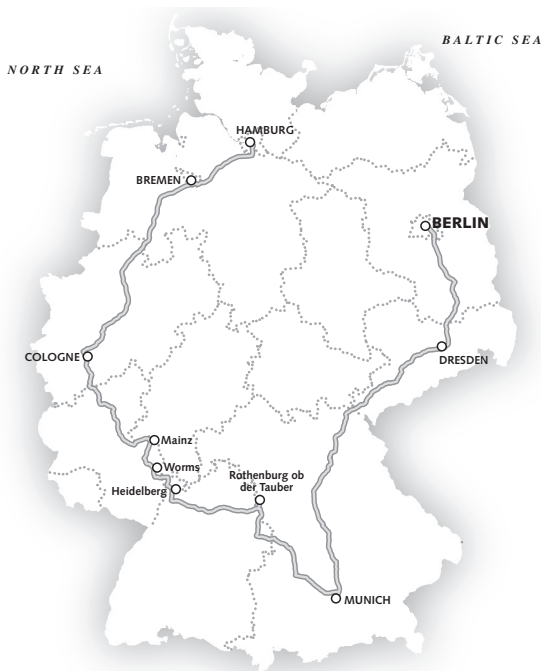 BALTIC SEA
NORTH SEA
HAMBURG
BREMEN
BERLIN
COLOGNE
DRESDEN
Mainz
Worms
Rothenburg ob
der Tauber
Heidelberg
MUNICH